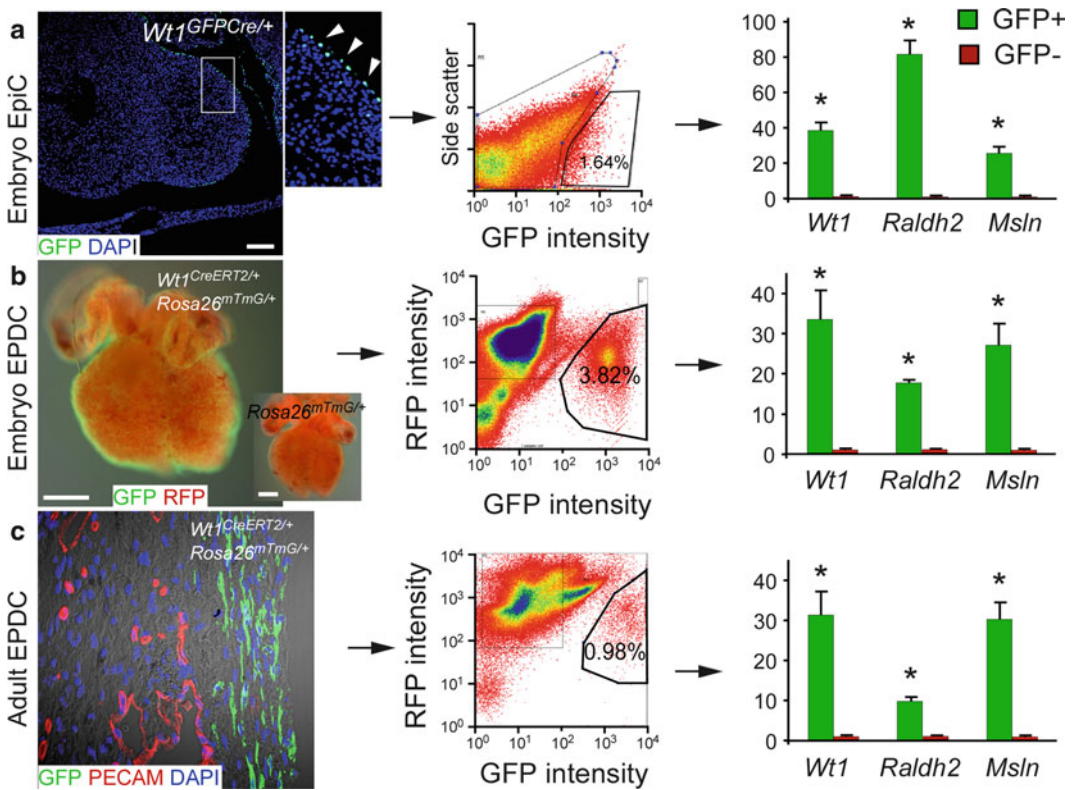 a
Embryo EpiC
Wt1GFPCre/+
GFP DAPI
Side scatter
1.64%
10⁰ 10¹ 10² 10³ 10⁴
GFP intensity
100
80
60
40
20
0
* * *
Wt1 Raldh2 Msln
GFP+
GFP-
b
Embryo EPDC
Wt1CreERT2/+
Rosa26mTmG/+
Rosa26mTmG/+
GFP RFP
RFP intensity
10⁴
10³
10²
10¹
10⁰
3.82%
10⁰ 10¹ 10² 10³ 10⁴
GFP intensity
40
30
20
10
0
* * *
Wt1 Raldh2 Msln
c
Adult EPDC
Wt1CreERT2/+
Rosa26mTmG/+
GFP PECAM DAPI
RFP intensity
10⁴
10³
10²
10¹
10⁰
0.98%
10⁰ 10¹ 10² 10³ 10⁴
GFP intensity
40
30
20
10
0
* * *
Wt1 Raldh2 Msln